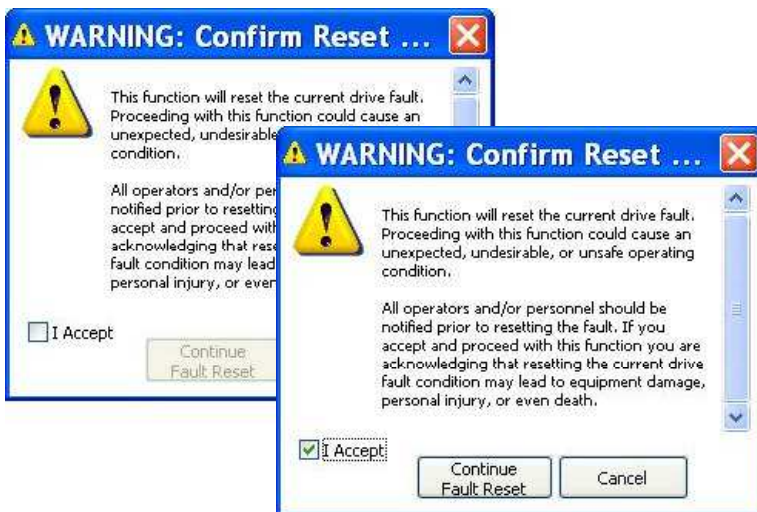 WARNING: Confirm Reset ...
This function will reset the current drive fault.
Proceeding with this function could cause an
unexpected, undesirable
condition.
All operators and/or per
notified prior to resetting
accept and proceed with
acknowledging that rese
fault condition may lead
personal injury, or even
I Accept
Continue
Fault Reset
WARNING: Confirm Reset ...
This function will reset the current drive fault.
Proceeding with this function could cause an
unexpected, undesirable, or unsafe operating
condition.
All operators and/or personnel should be
notified prior to resetting the fault. If you
accept and proceed with this function you are
acknowledging that resetting the current drive
fault condition may lead to equipment damage,
personal injury, or even death.
I Accept
Continue
Fault Reset
Cancel